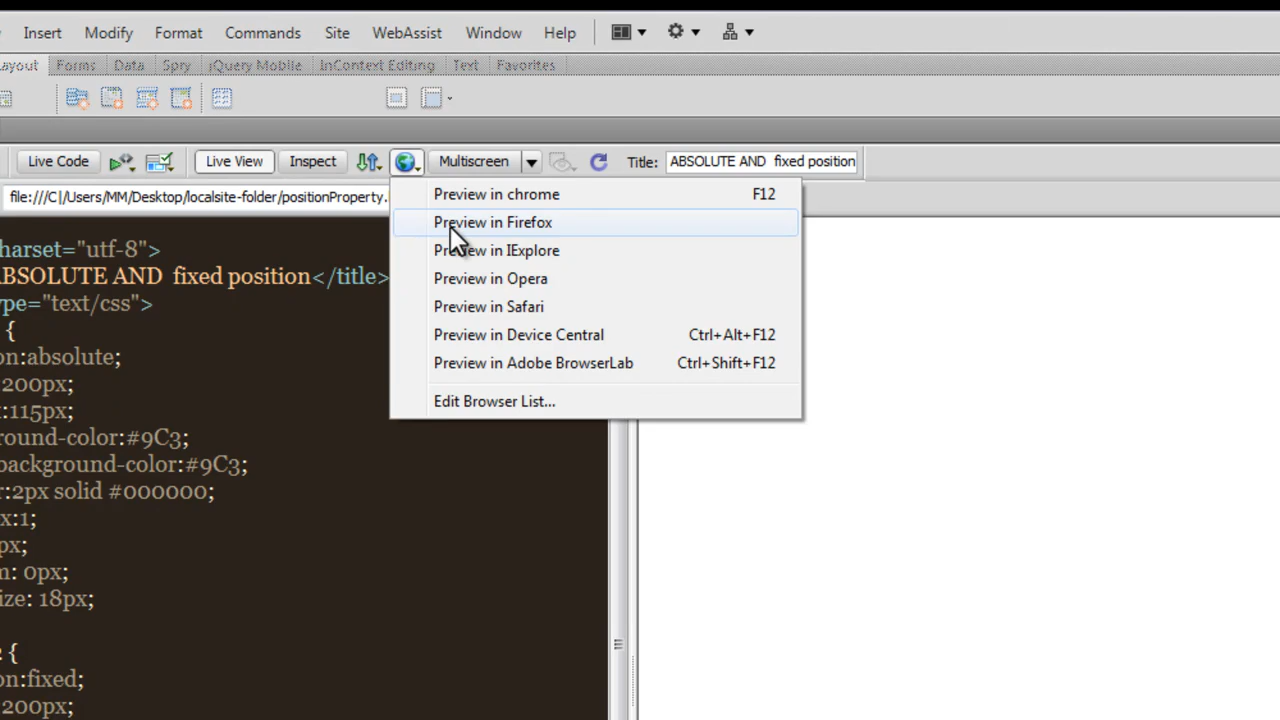 Insert Modify Format Commands Site WebAssist Window Help
Layout Forms Data Spry jQuery Mobile InContext Editing Text Favorites
Live Code Live View Inspect Multiscreen Title: ABSOLUTE AND fixed position
file:///C|/Users/MM/Desktop/localsite-folder/positionProperty.
Preview in chrome F12
Preview in Firefox
Preview in IExplore
Preview in Opera
Preview in Safari
Preview in Device Central Ctrl+Alt+F12
Preview in Adobe BrowserLab Ctrl+Shift+F12
Edit Browser List...
harset="utf-8">
ABSOLUTE AND fixed position</title>
ype="text/css">
{
on:absolute;
200px;
:115px;
round-color:#9C3;
background-color:#9C3;
r:2px solid #000000;
x:1;
px;
m: 0px;
ize: 18px;
2 {
on:fixed;
200px;